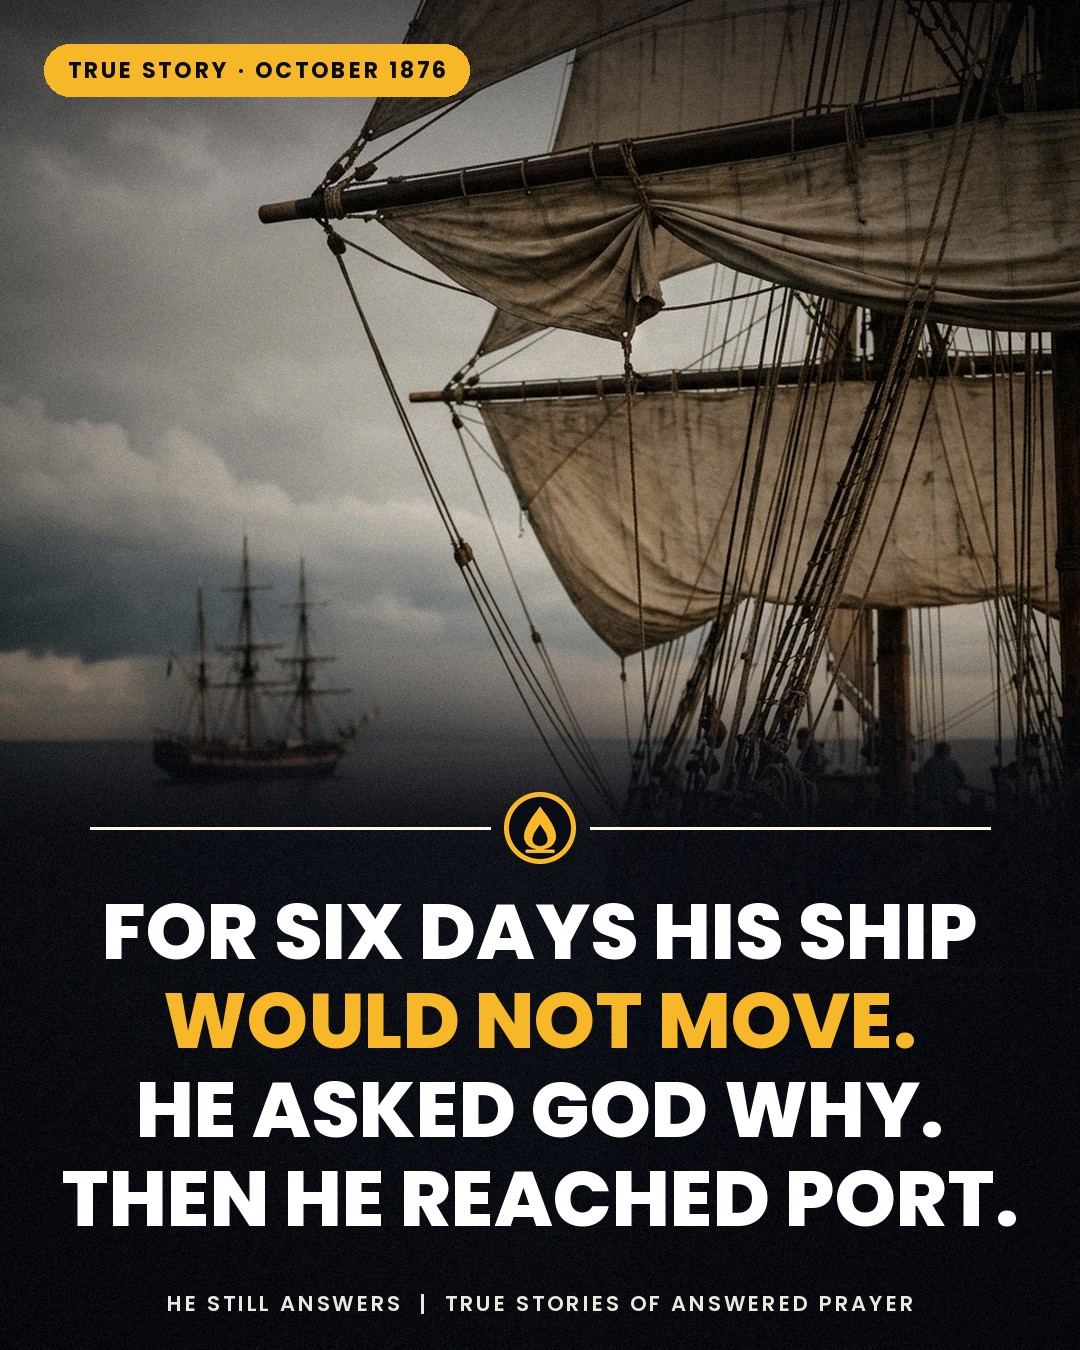 TRUE STORY · OCTOBER 1876
FOR SIX DAYS HIS SHIP
WOULD NOT MOVE.
HE ASKED GOD WHY.
THEN HE REACHED PORT.
HE STILL ANSWERS | TRUE STORIES OF ANSWERED PRAYER